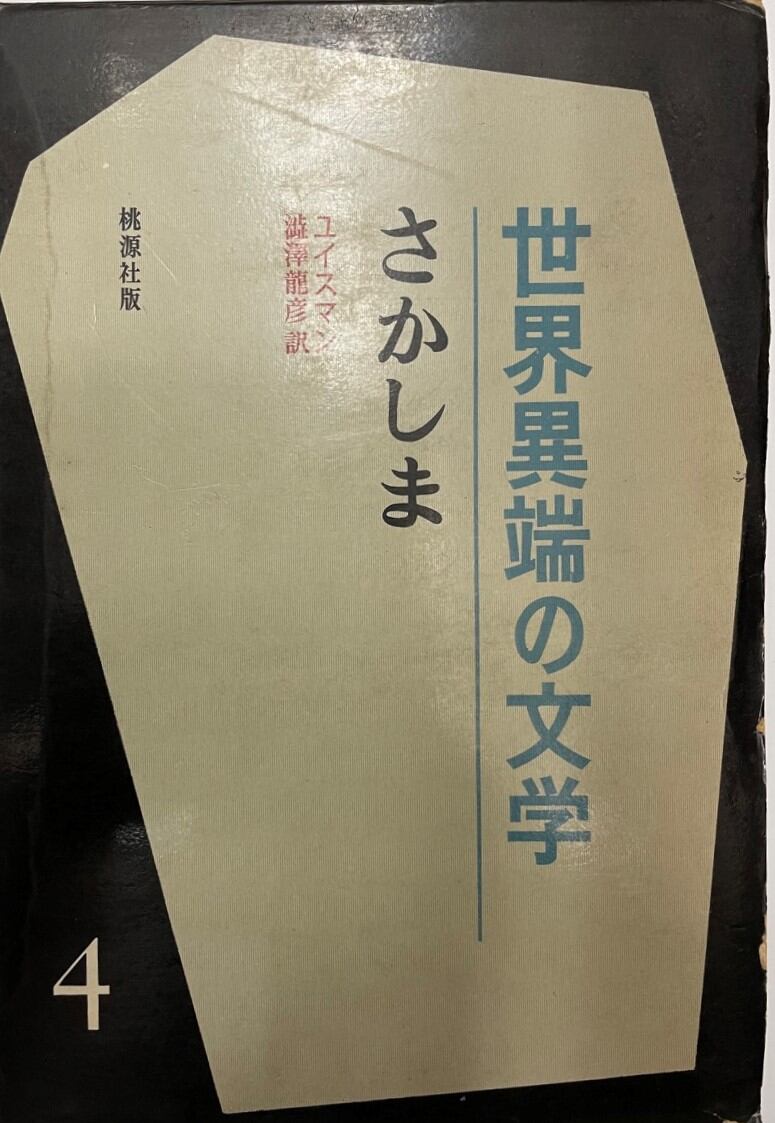 世界異端の文学
さかしま
ユイスマン
澁澤龍彦訳
桃源社版
4